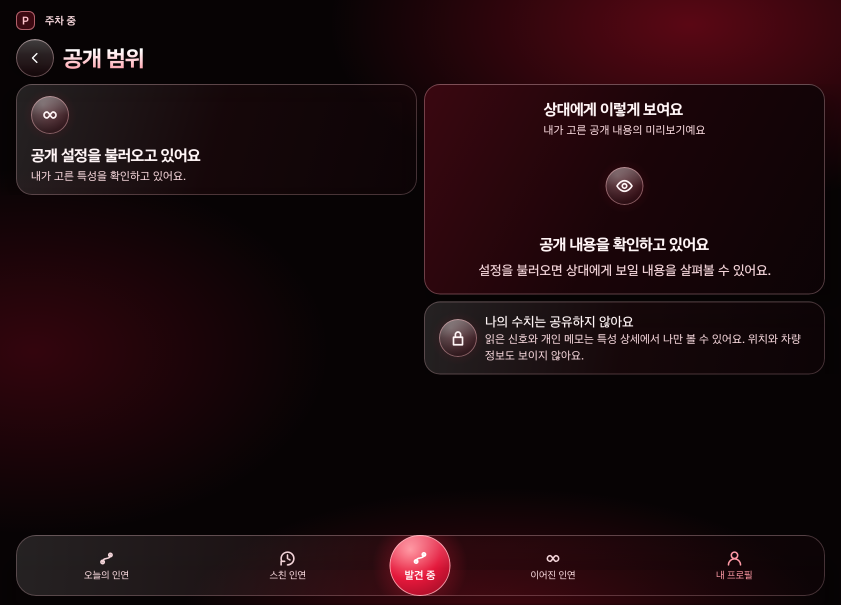 P 주차 중
공개 범위
공개 설정을 불러오고 있어요
내가 고른 특성을 확인하고 있어요.
상대에게 이렇게 보여요
내가 고른 공개 내용의 미리보기예요
공개 내용을 확인하고 있어요
설정을 불러오면 상대에게 보일 내용을 살펴볼 수 있어요.
나의 수치는 공유하지 않아요
읽은 신호와 개인 메모는 특성 상세에서 나만 볼 수 있어요. 위치와 차량
정보도 보이지 않아요.
오늘의 인연
스친 인연
발견 중
이어진 인연
내 프로필